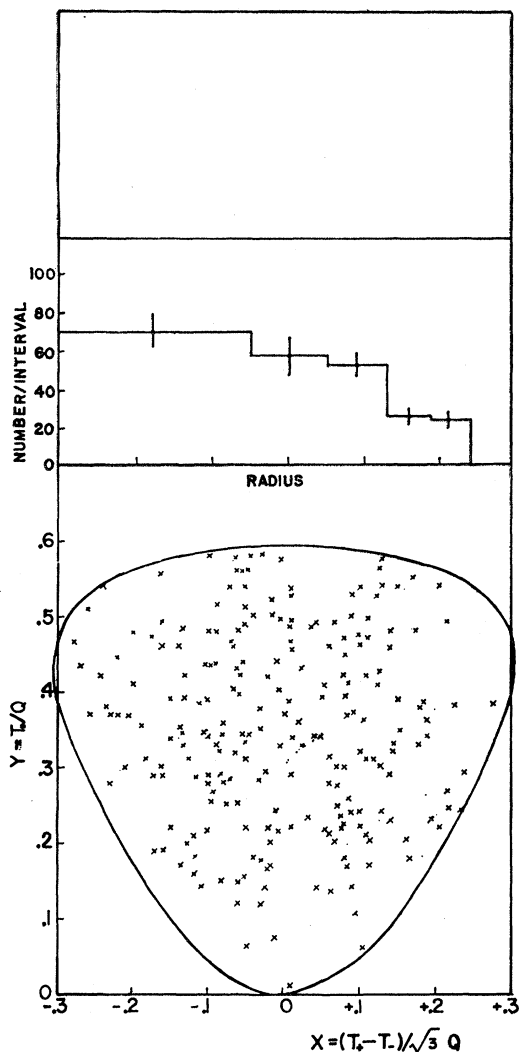 100
80
60
40
20
0
NUMBER/INTERVAL
RADIUS
.6
.5
.4
.3
.2
.1
0
Y = T₀/Q
-.3 -.2 -.1 0 +.1 +.2 +.3
X = (T₊-T₋)/√3 Q